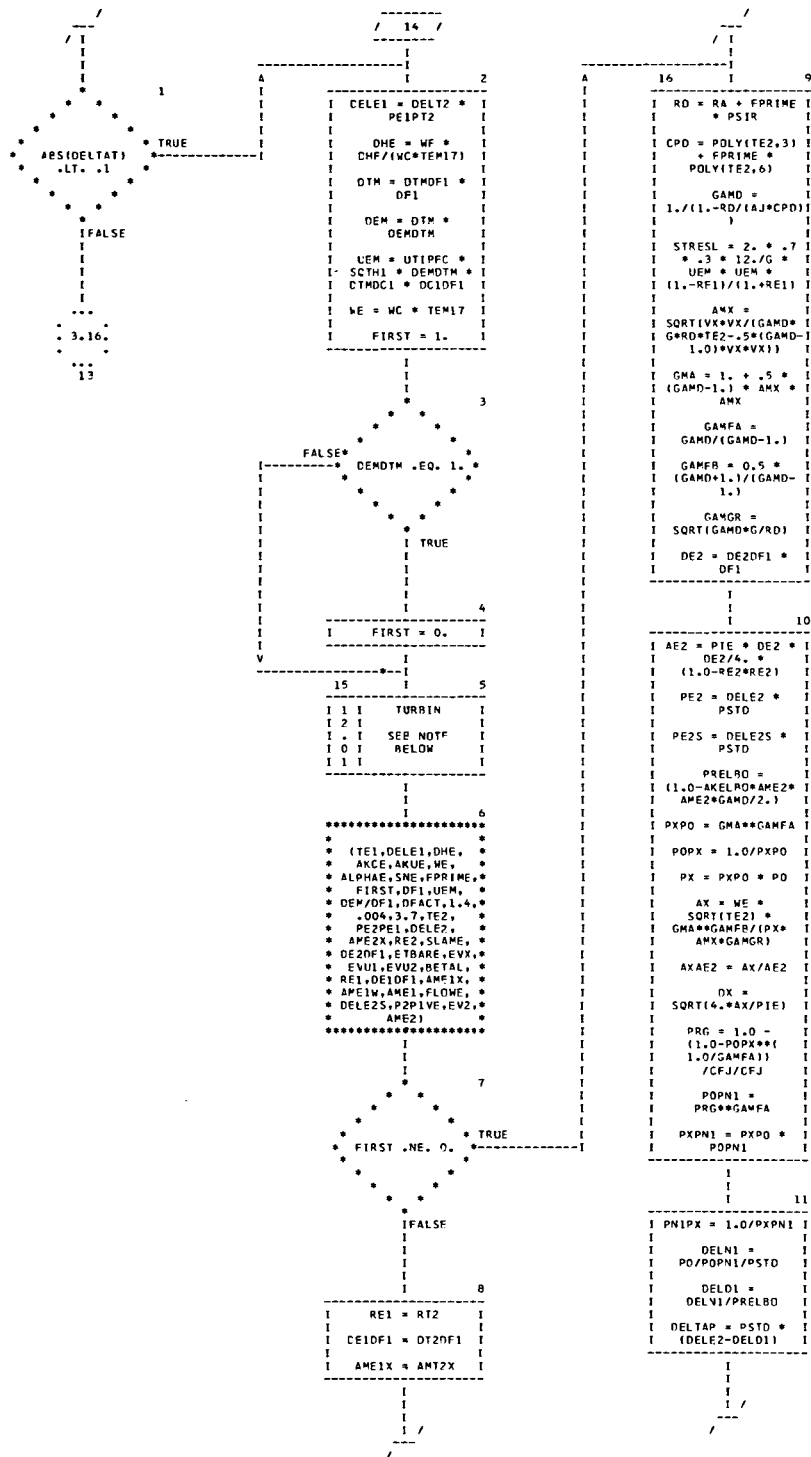 1
ABS(DELTAT)
.LT. .1
TRUE
FALSE
3.16.
13
14
2
CELE1 = DELT2 *
PE1PT2
DHE = WF *
CHF/(WC*TEM17)
DTM = DTMDF1 *
DF1
DEM = DTM *
DEMDTM
UEM = UTIPFC *
SCTH1 * DEMDTM *
CTMDC1 * DC1DF1
WE = WC * TEM17
FIRST = 1.
3
FALSE
DEMDTM .EQ. 1.
TRUE
4
FIRST = 0.
15
5
1
2
.
0
1
TURBIN
SEE NOTE
BELOW
6
(TE1,DELE1,DHE,
AKCE,AKUE,WE,
ALPHAE,SNE,FPRIME,
FIRST,DF1,UEM,
DEM/DF1,DFACT,1.4,
.004,3.7,TE2,
PE2PE1,DELE2,
AME2X,RE2,SLAME,
DE2DF1,ETBARE,EVX,
EVU1,EVU2,BETAL,
RE1,DE1DF1,AME1X,
AME1W,AME1,FLOWE,
DELE2S,P2P1VE,EV2,
AME2)
7
FIRST .NE. 0.
TRUE
FALSE
8
RE1 = RT2
CE1DF1 = DT2DF1
AME1X = AMT2X
16
9
RD = RA + FPRIME
* PSIR
CPD = POLY(TE2,3)
+ FPRIME *
POLY(TE2,6)
GAMD =
1./(1.-RD/(AJ*CPD)
)
STRESL = 2. * .7
* .3 * 12./G *
UEM * UEM *
(1.-RE1)/(1.+RE1)
AMX =
SQRT(VX*VX/(GAMD*
G*RD*TE2-.5*(GAMD-
1.0)*VX*VX))
GMA = 1. + .5 *
(GAMD-1.) * AMX *
AMX
GAMFA =
GAMD/(GAMD-1.)
GAMFB = 0.5 *
(GAMD+1.)/(GAMD-
1.)
GAMGR =
SQRT(GAMD*G/RD)
DE2 = DE2DF1 *
DF1
10
AE2 = PIE * DE2 *
DE2/4. *
(1.0-RE2*RE2)
PE2 = DELE2 *
PSTD
PE2S = DELE2S *
PSTD
PRELBO =
(1.0-AKELBO*AME2*
AME2*GAMD/2.)
PXPO = GMA**GAMFA
POPX = 1.0/PXPO
PX = PXPO * PO
AX = WE *
SQRT(TE2) *
GMA**GAMFB/(PX*
AMX*GAMGR)
AXAE2 = AX/AE2
DX =
SQRT(4.*AX/PIE)
PRG = 1.0 -
(1.0-POPX**(
1.0/GAMFA))
/CFJ/CFJ
POPN1 =
PRG**GAMFA
PXPN1 = PXPO *
POPN1
11
PN1PX = 1.0/PXPN1
DELN1 =
PO/POPN1/PSTD
DELD1 =
DELN1/PRELBO
DELTAP = PSTD *
(DELE2-DELD1)